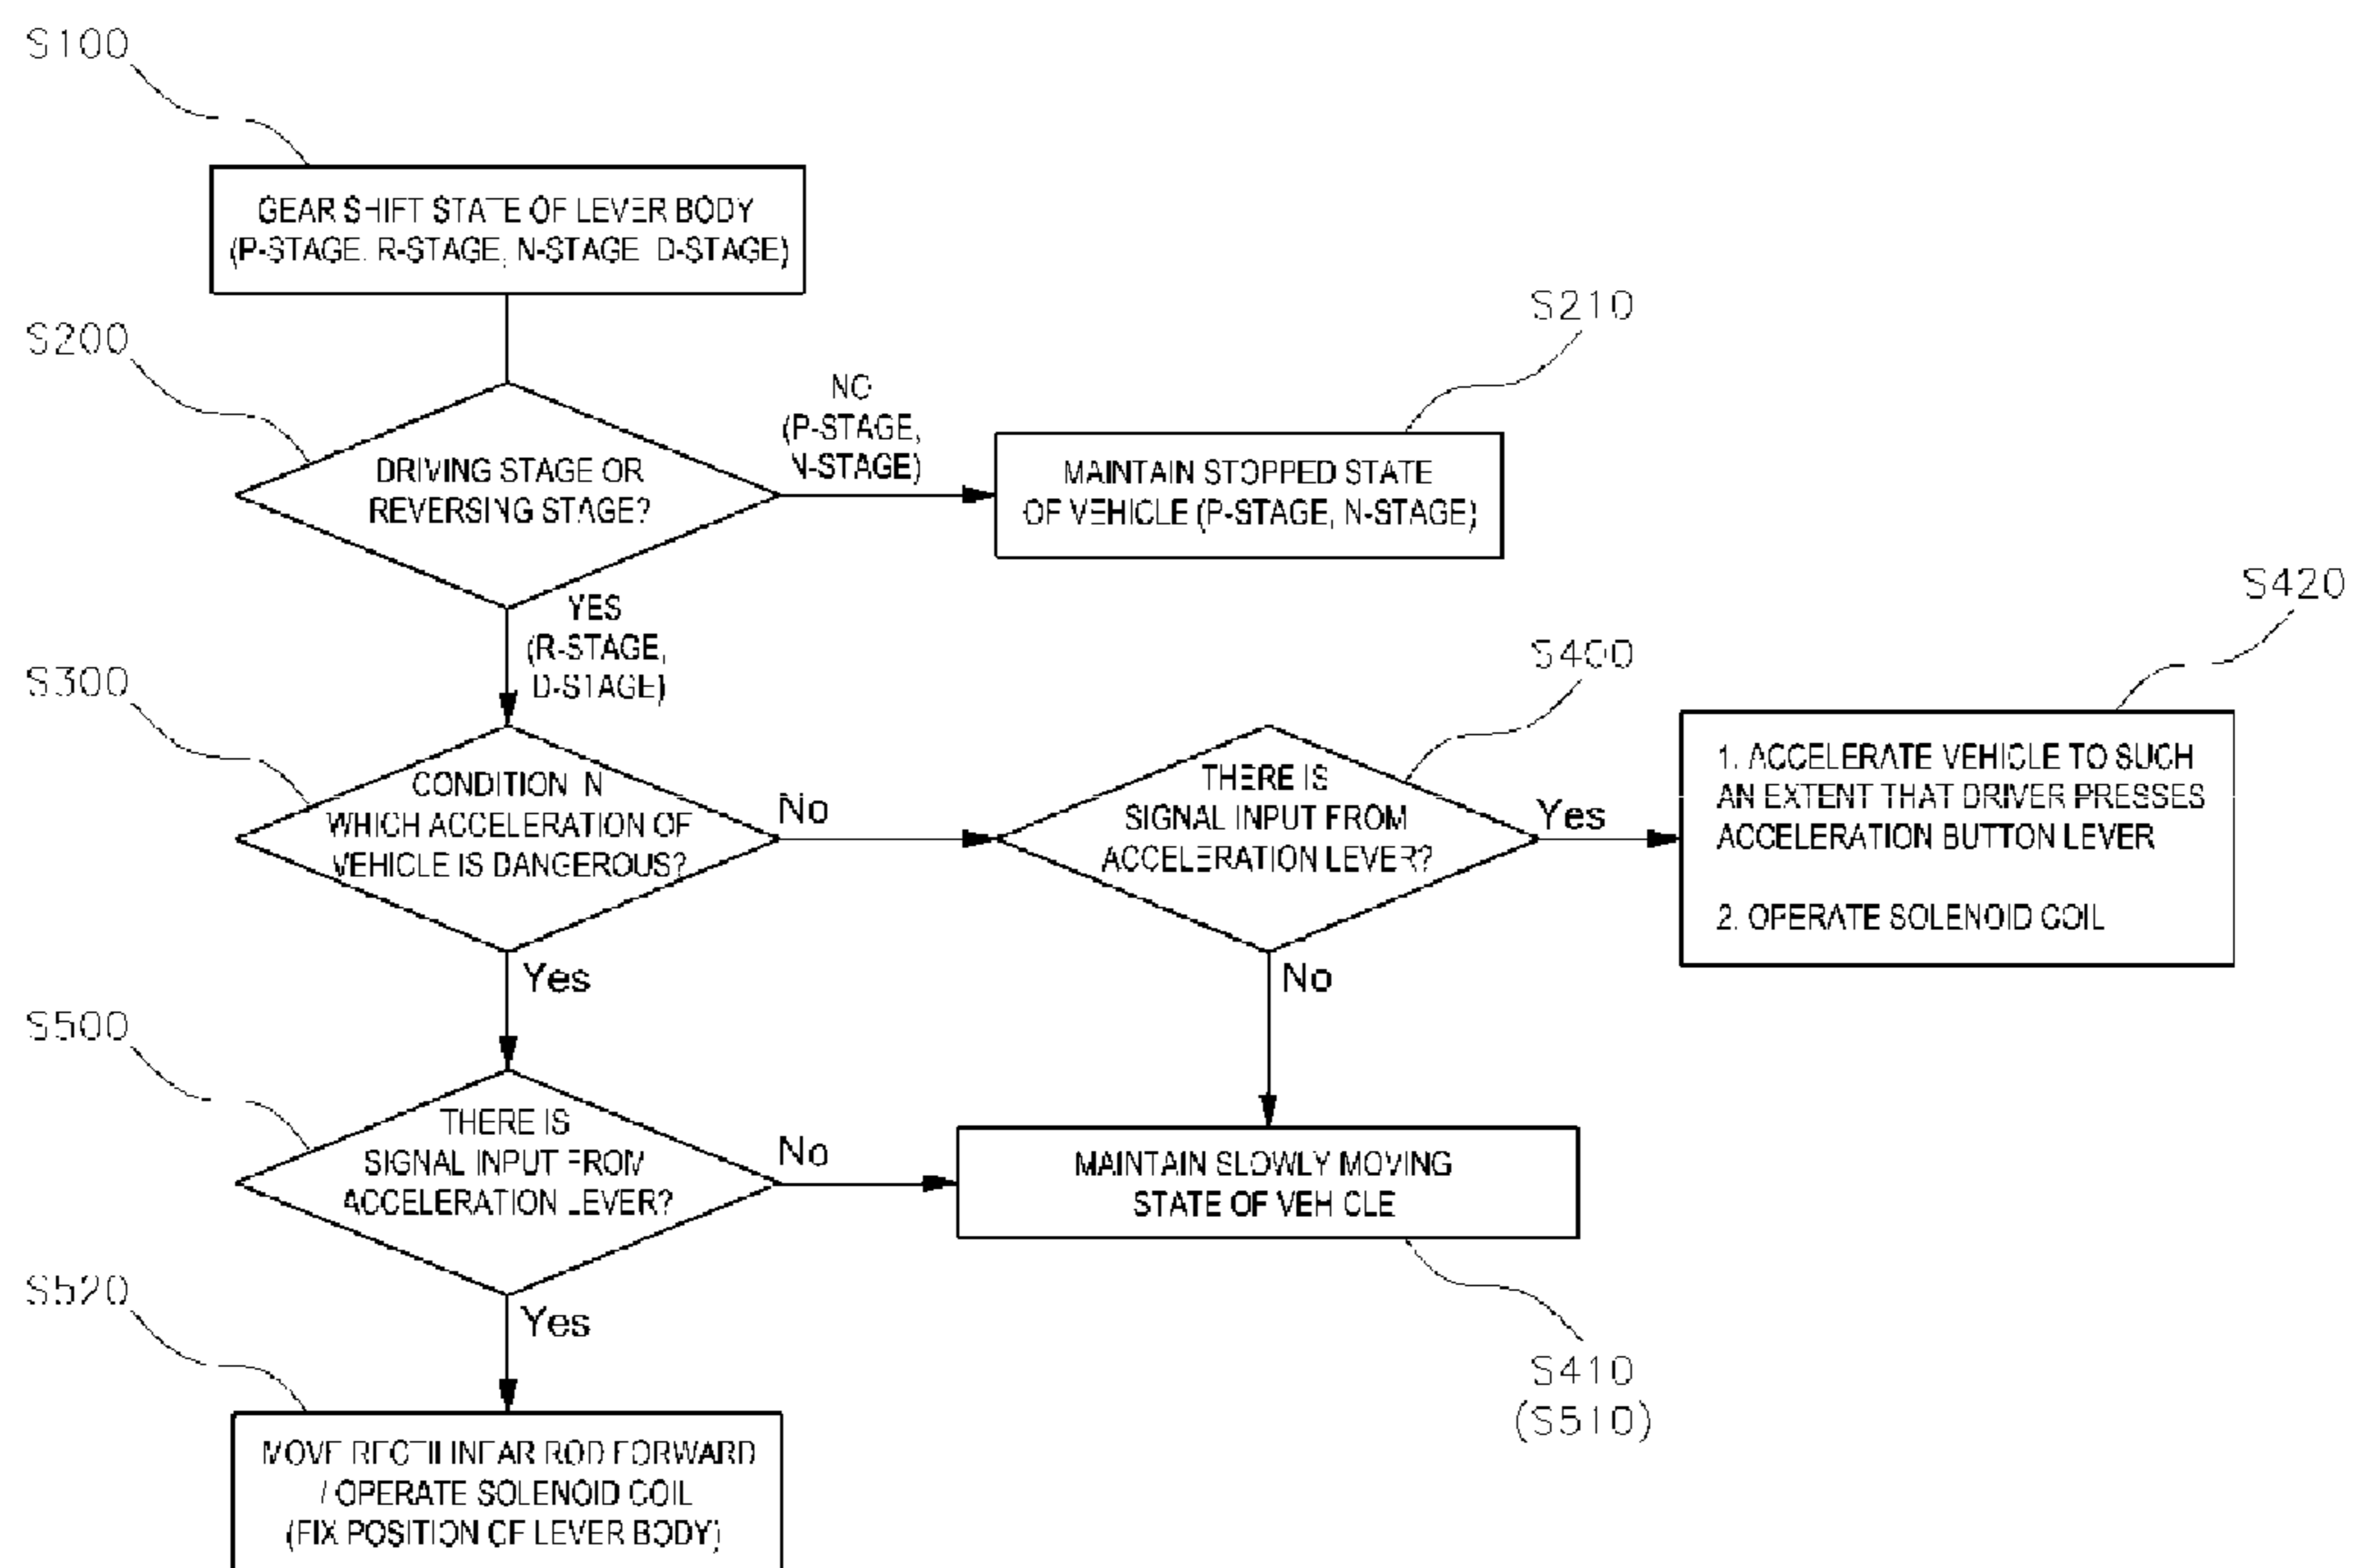 S100
GEAR SHIFT STATE OF LEVER BODY
(P-STAGE, R-STAGE, N-STAGE D-STAGE)
S200
DRIVING STAGE OR
REVERSING STAGE?
NO
(P-STAGE,
N-STAGE)
S210
MAINTAIN STOPPED STATE
OF VEHICLE (P-STAGE, N-STAGE)
YES
(R-STAGE,
D-STAGE)
S300
CONDITION IN
WHICH ACCELERATION OF
VEHICLE IS DANGEROUS?
No
S400
THERE IS
SIGNAL INPUT FROM
ACCELERATION LEVER?
Yes
S420
1. ACCELERATE VEHICLE TO SUCH
AN EXTENT THAT DRIVER PRESSES
ACCELERATION BUTTON LEVER
2. OPERATE SOLENOID COIL
Yes
No
S500
THERE IS
SIGNAL INPUT FROM
ACCELERATION LEVER?
No
MAINTAIN SLOWLY MOVING
STATE OF VEHICLE
S410
(S510)
Yes
S520
MOVE RECTILINEAR ROD FORWARD
/ OPERATE SOLENOID COIL
(FIX POSITION OF LEVER BODY)